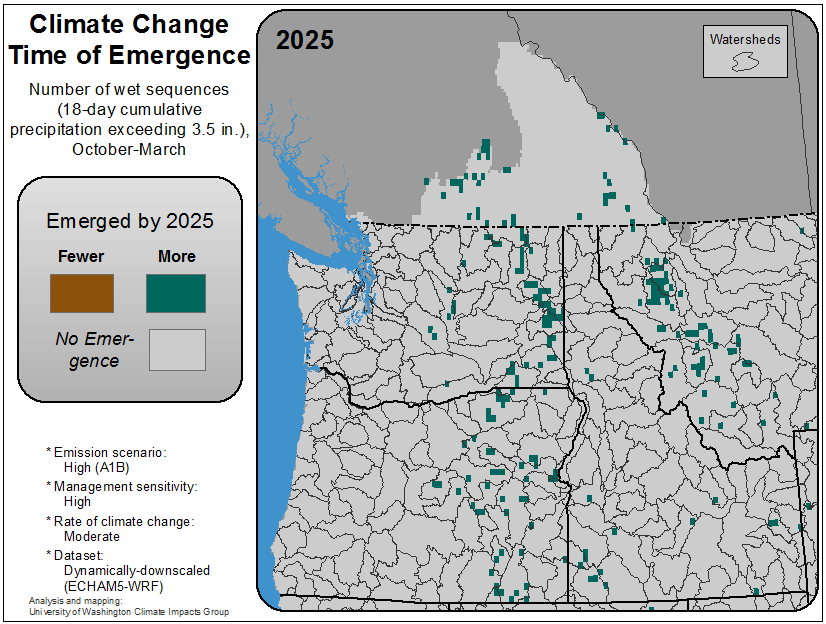 Climate Change
Time of Emergence
Number of wet sequences
(18-day cumulative
precipitation exceeding 3.5 in.),
October-March
Emerged by 2025
Fewer
More
No Emer-
gence
* Emission scenario:
High (A1B)
* Management sensitivity:
High
* Rate of climate change:
Moderate
* Dataset:
Dynamically-downscaled
(ECHAM5-WRF)
Analysis and mapping:
University of Washington Climate Impacts Group
2025
Watersheds